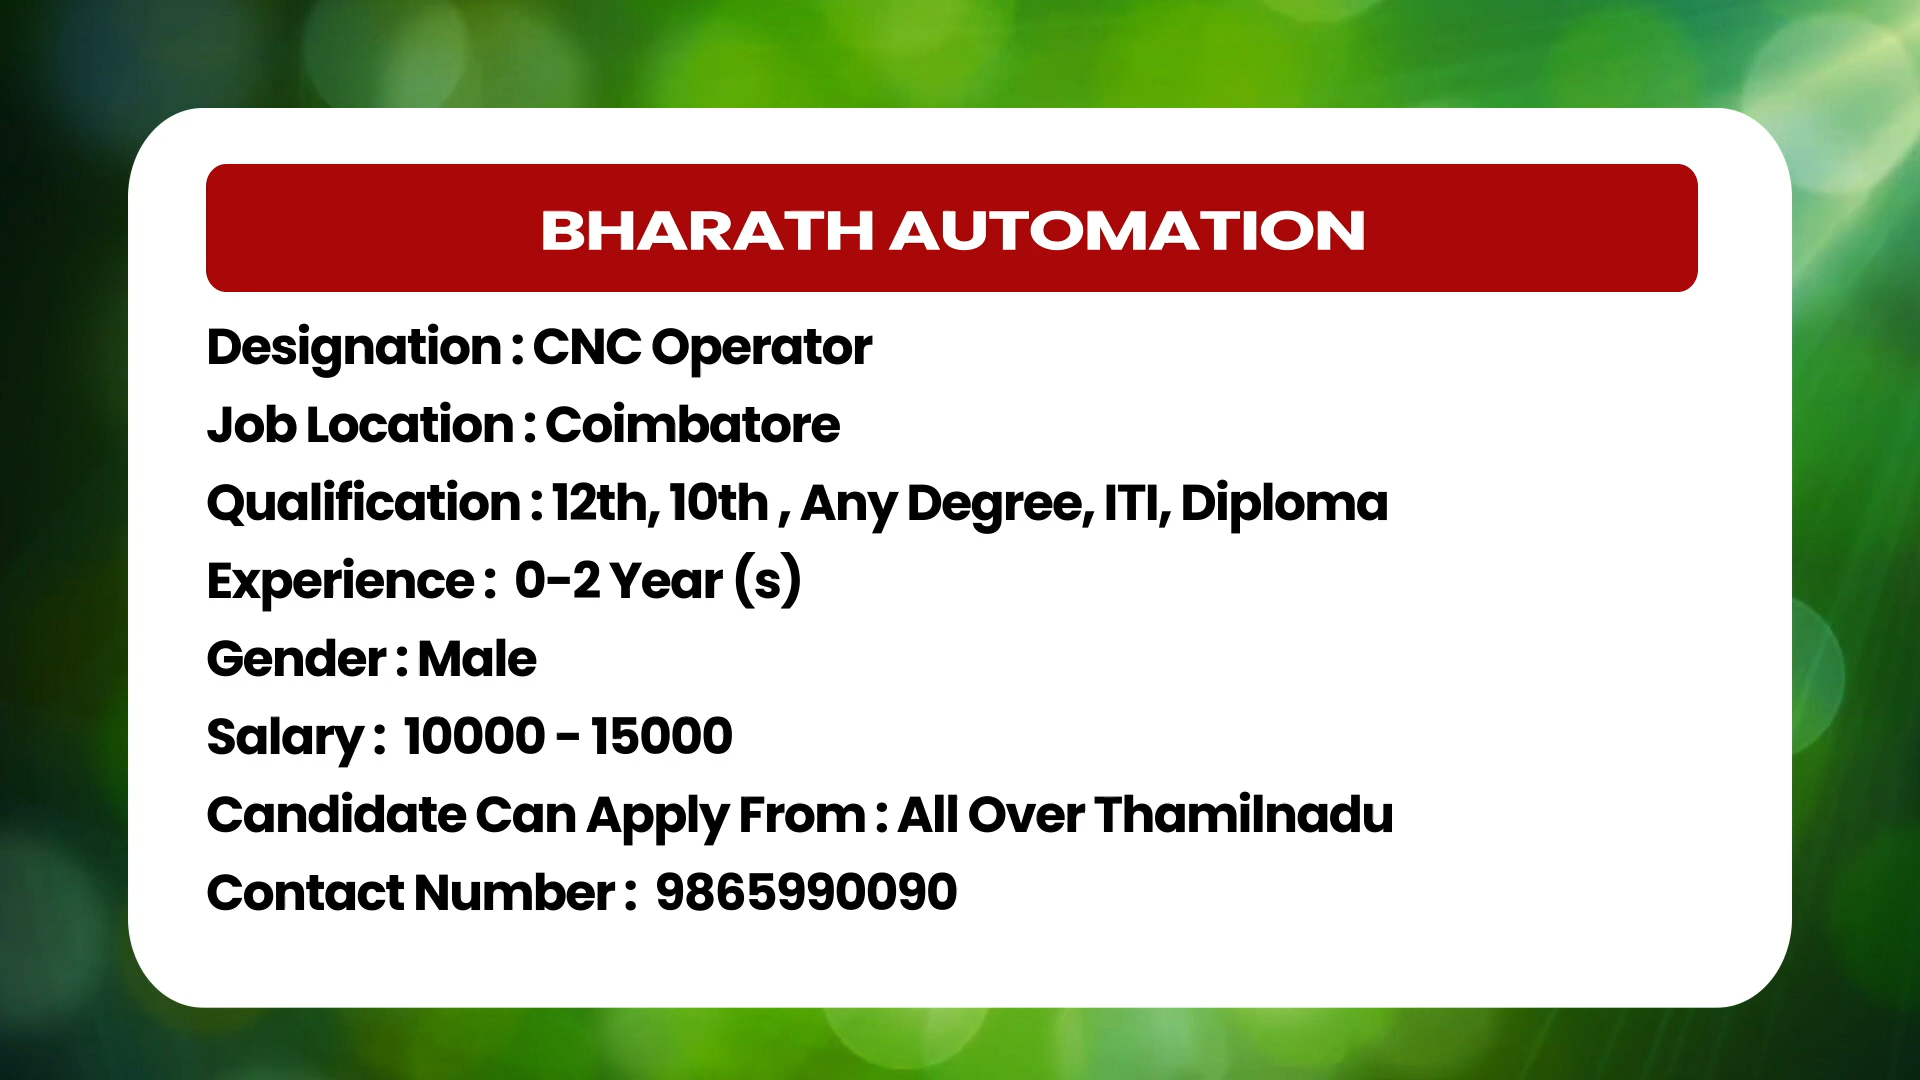 BHARATH AUTOMATION
Designation : CNC Operator
Job Location : Coimbatore
Qualification : 12th, 10th , Any Degree, ITI, Diploma
Experience :  0-2 Year (s)
Gender : Male
Salary :  10000 - 15000
Candidate Can Apply From : All Over Thamilnadu
Contact Number :  9865990090